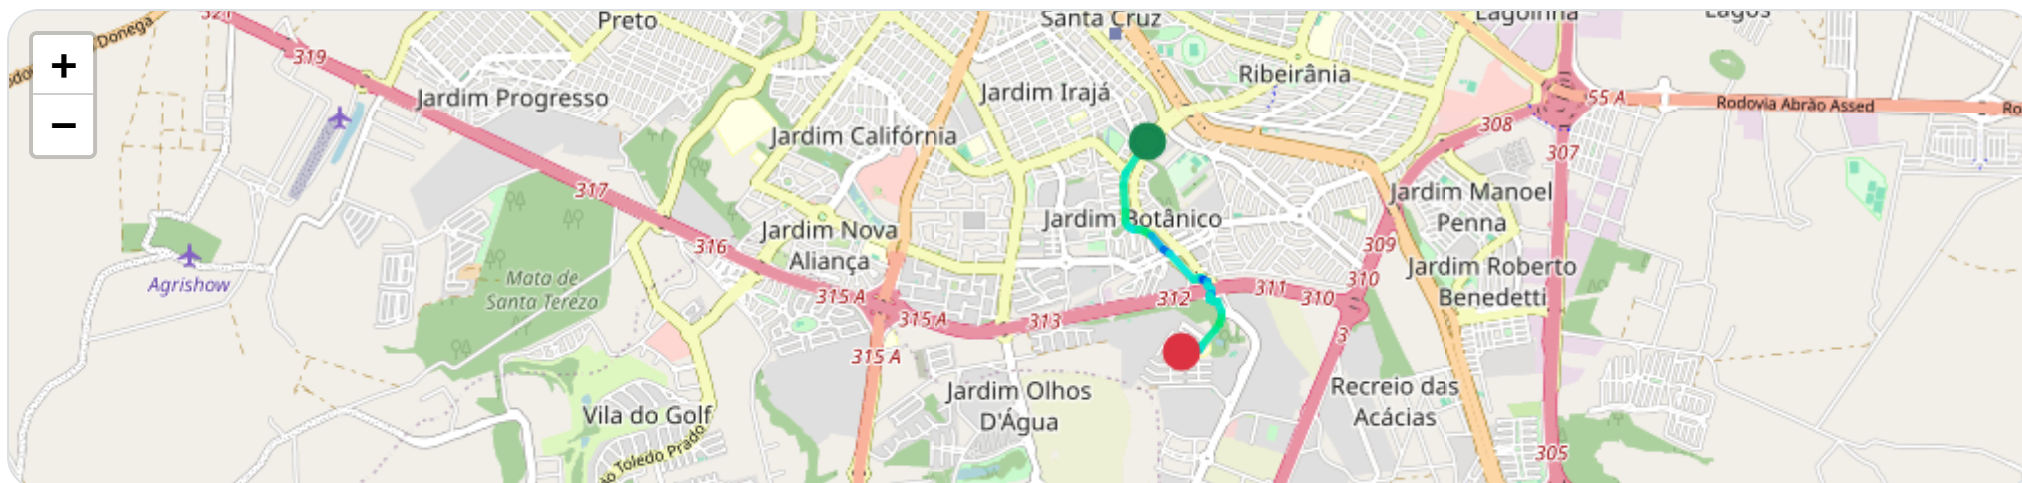 Preto
Santa Cruz
Lagoinha
Lagos
321
Donega
+
319
Ribeirânia
Jardim Irajá
Jardim Progresso
55 A
Rodovia Abrão Assed
−
308
Jardim Califórnia
307
317
Jardim Manoel
Penna
Jardim Botânico
Jardim Nova
Aliança
316
309
Agrishow
Mata de
Santa Tereza
Jardim Roberto
Benedetti
310
315 A
312
311
310
315 A
313
3
315 A
Jardim Olhos
D'Água
Recreio das
Acácias
Vila do Golf
Toledo Prado
305